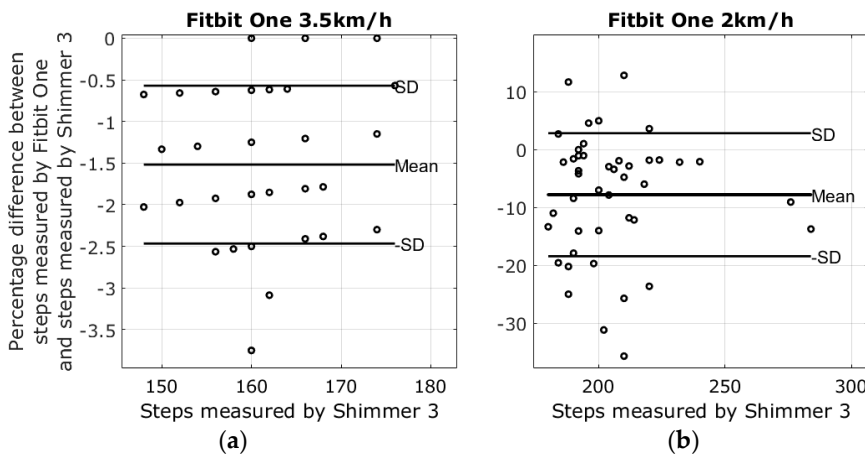 Fitbit One 3.5km/h
Percentage difference between
steps measured by Fitbit One
and steps measured by Shimmer 3
0
-0.5
-1
-1.5
-2
-2.5
-3
-3.5
SD
Mean
-SD
150
160
170
180
Steps measured by Shimmer 3
(a)
Fitbit One 2km/h
10
0
-10
-20
-30
SD
Mean
-SD
200
250
300
Steps measured by Shimmer 3
(b)